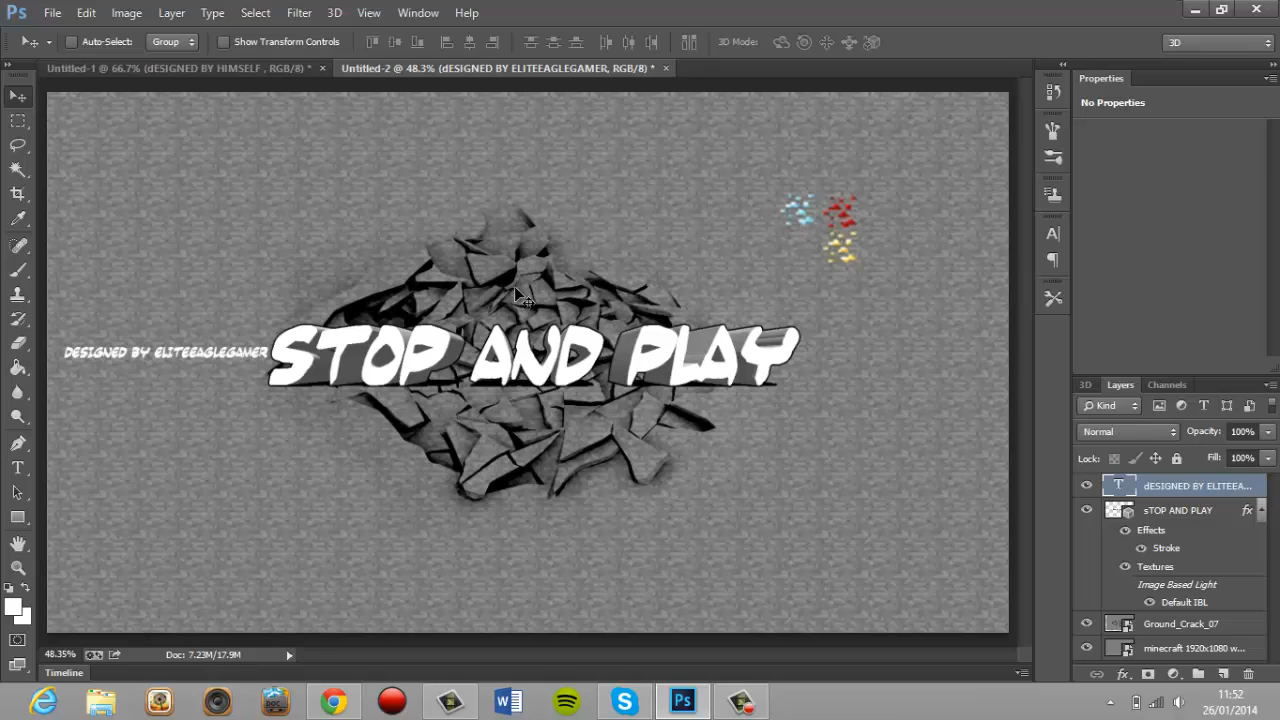 Ps File Edit Image Layer Type Select Filter 3D View Window Help
Auto-Select: Group Show Transform Controls 3D Mode: 3D
Untitled-1 @ 66.7% (dESIGNED BY HIMSELF , RGB/8) * × Untitled-2 @ 48.3% (dESIGNED BY ELITEEAGLEGAMER, RGB/8) * ×
Properties
No Properties
DESIGNED BY ELITEEAGLEGAMER STOP AND PLAY
3D Layers Channels
Kind
Normal Opacity: 100%
Lock: Fill: 100%
T dESIGNED BY ELITEEA...
sTOP AND PLAY fx
Effects
Stroke
Textures
Image Based Light
Default IBL
Ground_Crack_07
minecraft 1920x1080 w...
48.35% Doc: 7.23M/17.9M
Timeline
11:52
26/01/2014